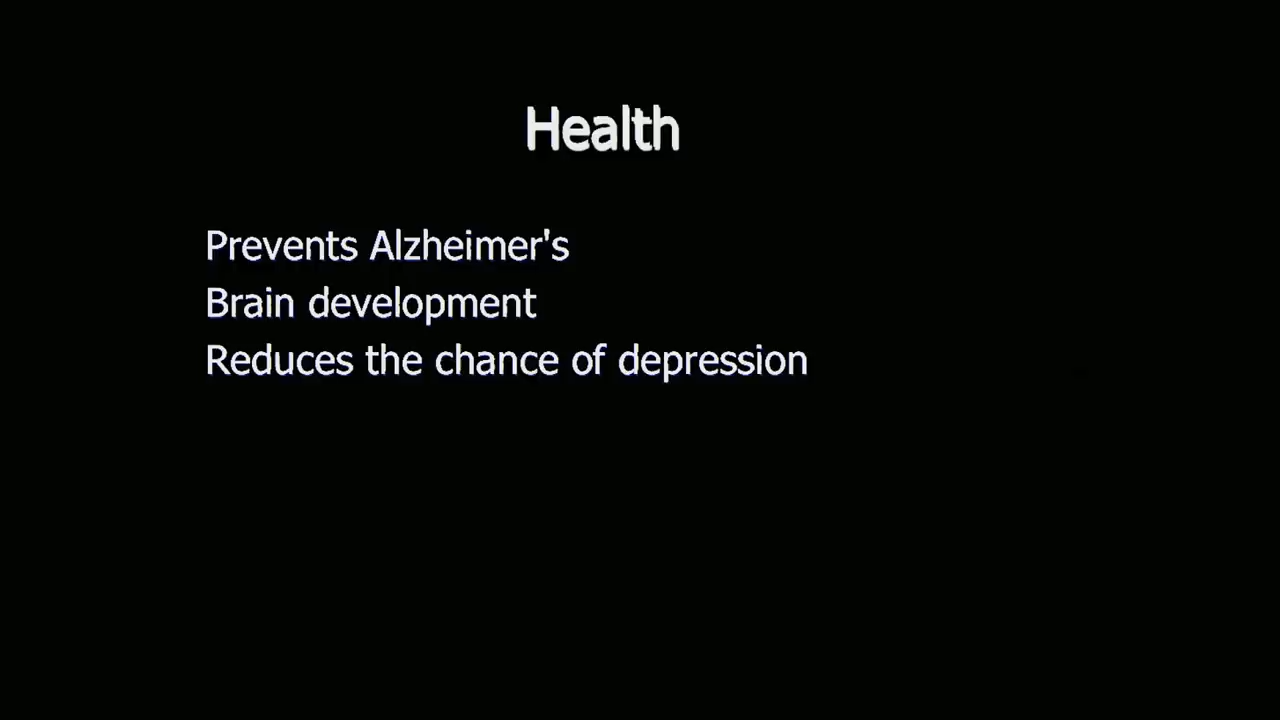 Health
Prevents Alzheimer's
Brain development
Reduces the chance of depression